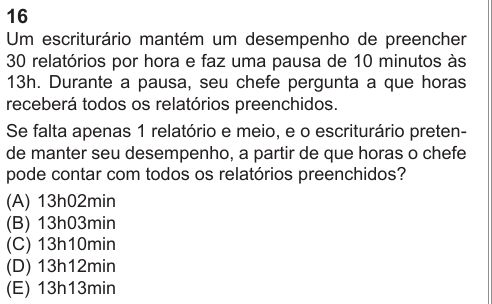 16
Um escriturário mantém um desempenho de preencher
30 relatórios por hora e faz uma pausa de 10 minutos às
13h. Durante a pausa, seu chefe pergunta a que horas
receberá todos os relatórios preenchidos.
Se falta apenas 1 relatório e meio, e o escriturário preten-
de manter seu desempenho, a partir de que horas o chefe
pode contar com todos os relatórios preenchidos?
(A) 13h02min
(B) 13h03min
(C) 13h10min
(D) 13h12min
(E) 13h13min